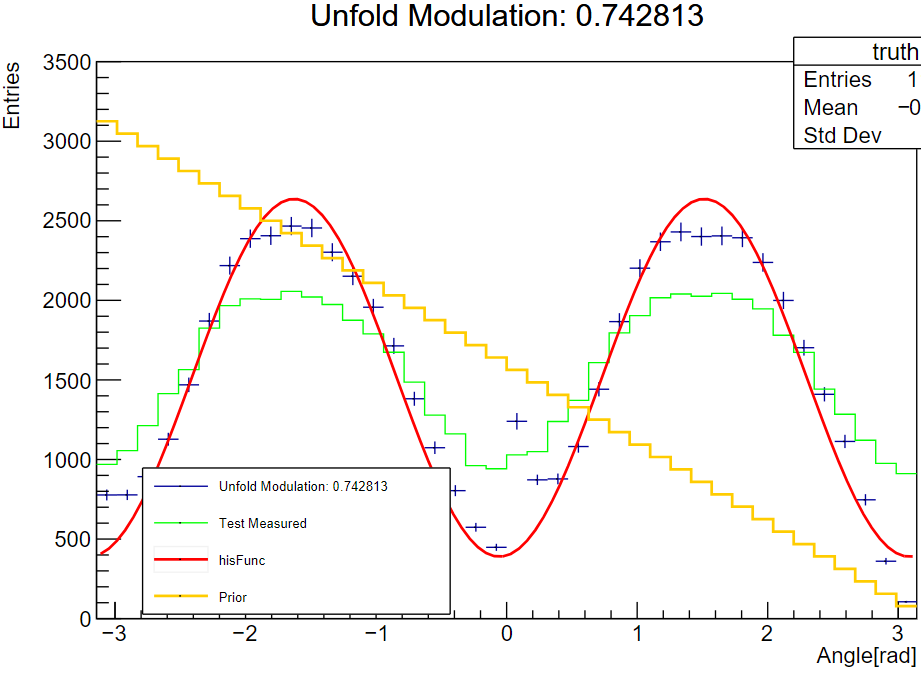 Unfold Modulation: 0.742813
truth
Entries 1
Mean −0
Std Dev
Entries
3500
3000
2500
2000
1500
1000
500
0
Unfold Modulation: 0.742813
Test Measured
hisFunc
Prior
−3 −2 −1 0 1 2 3
Angle[rad]